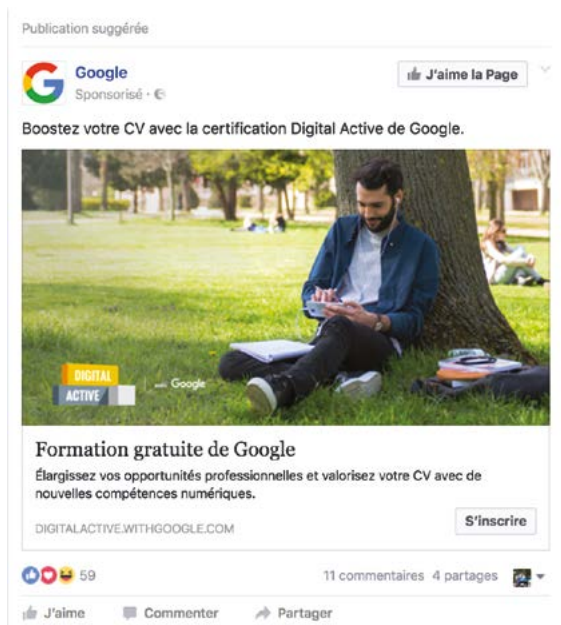 Publication suggérée
Google
Sponsorisé ·
J'aime la Page
Boostez votre CV avec la certification Digital Active de Google.
DIGITAL
ACTIVE
Google
Formation gratuite de Google
Élargissez vos opportunités professionnelles et valorisez votre CV avec de
nouvelles compétences numériques.
DIGITALACTIVE.WITHGOOGLE.COM
S'inscrire
59
11 commentaires 4 partages
J'aime
Commenter
Partager